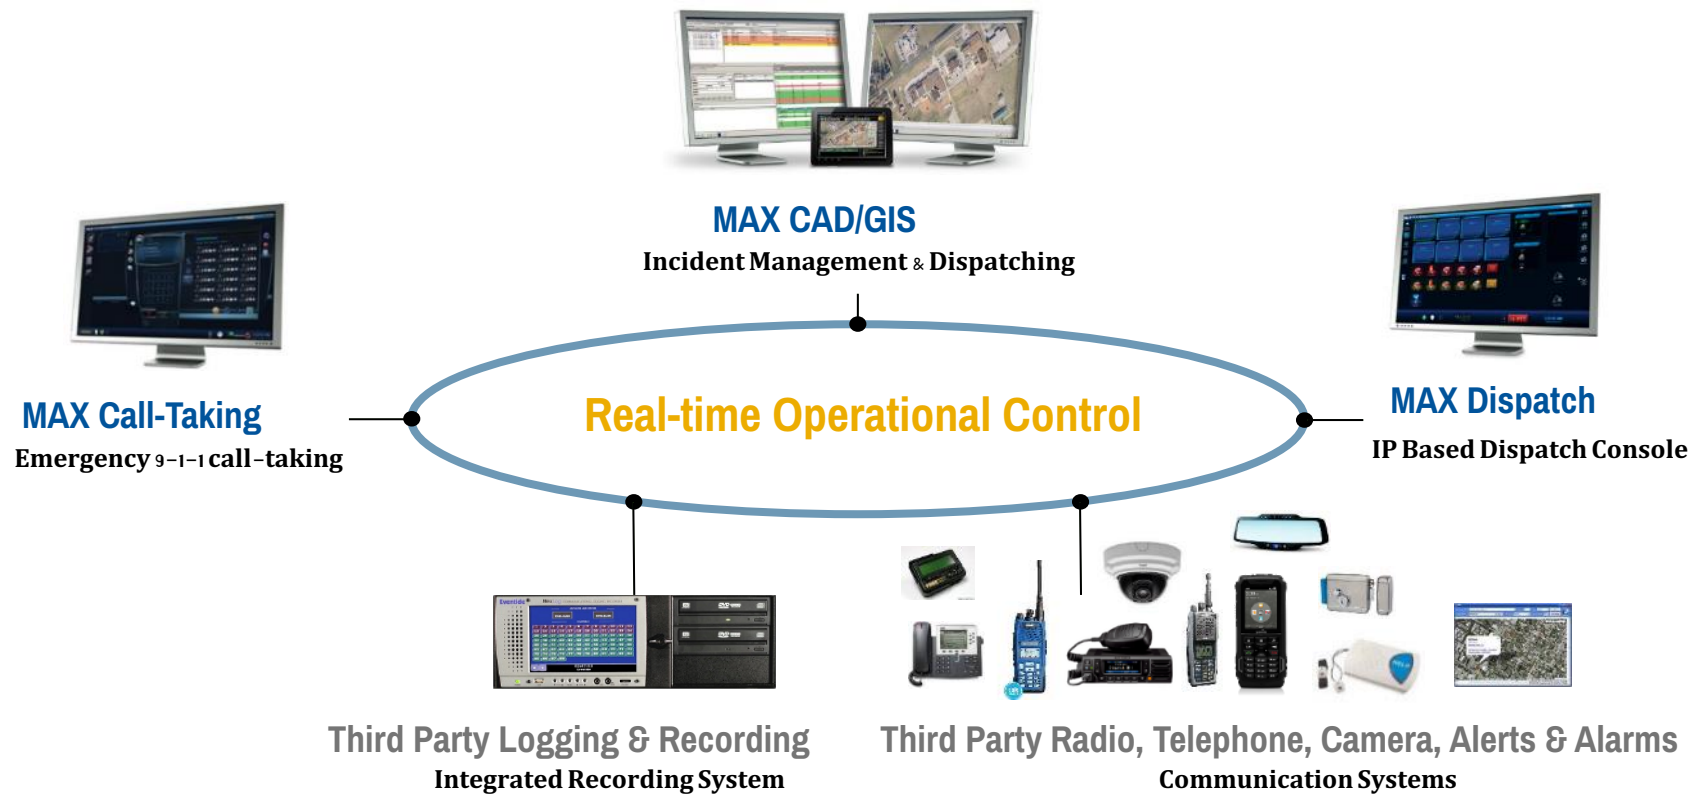 MAX CAD/GIS
Incident Management & Dispatching
MAX Call-Taking
Emergency 9-1-1 call-taking
MAX Dispatch
IP Based Dispatch Console
Real-time Operational Control
Eventide
Third Party Logging & Recording
Integrated Recording System
Third Party Radio, Telephone, Camera, Alerts & Alarms
Communication Systems